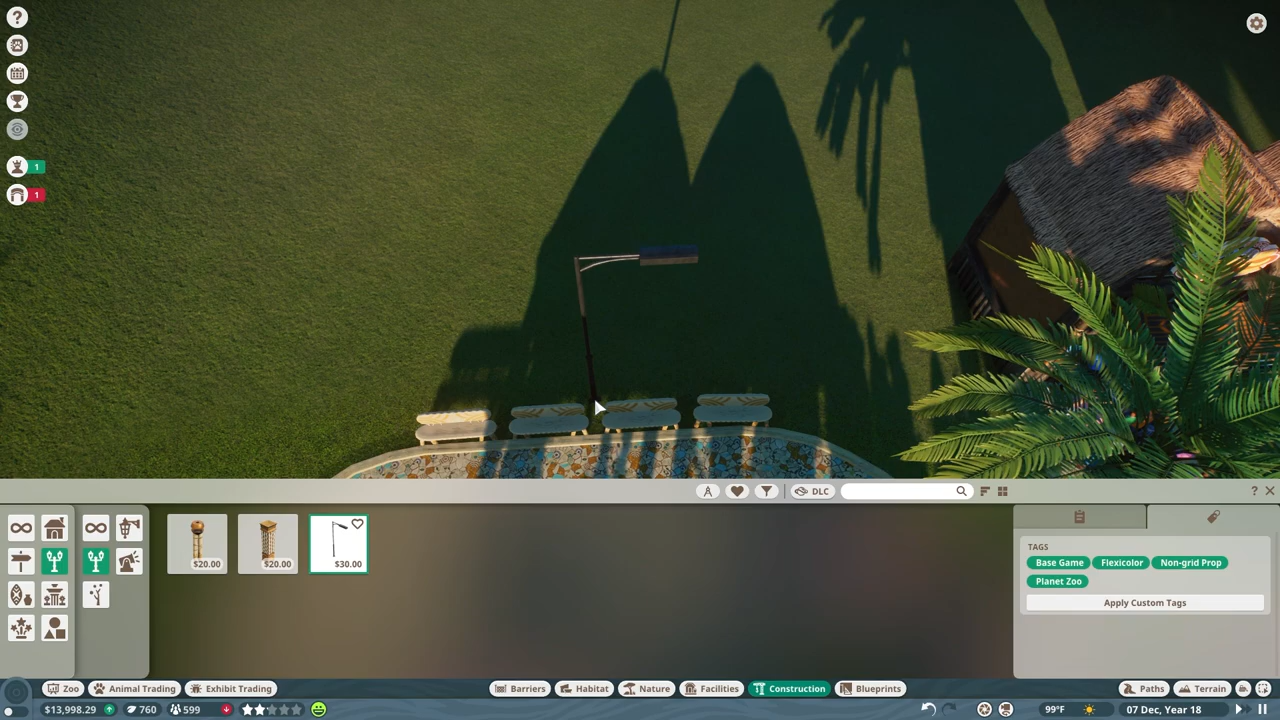 ?
1
1
DLC
? ✕
$20.00
$20.00
$30.00
TAGS
Base Game
Flexicolor
Non-grid Prop
Planet Zoo
Apply Custom Tags
Zoo
Animal Trading
Exhibit Trading
Barriers
Habitat
Nature
Facilities
Construction
Blueprints
Paths
Terrain
$13,998.29
760
599
99°F
07 Dec, Year 18